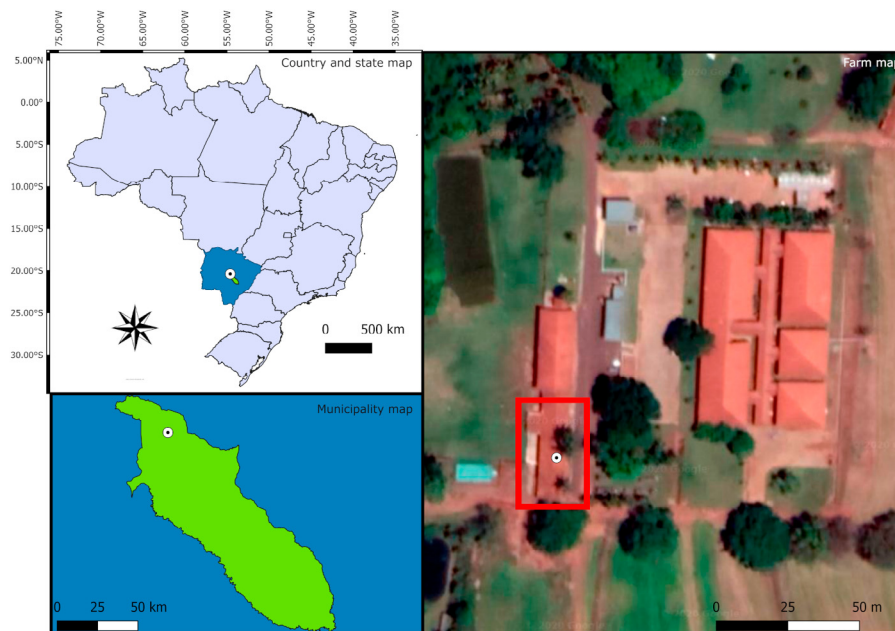 75.00°W
70.00°W
65.00°W
60.00°W
55.00°W
50.00°W
45.00°W
40.00°W
35.00°W
5.00°N
0.00°
5.00°S
10.00°S
15.00°S
20.00°S
25.00°S
30.00°S
Country and state map
0 500 km
Municipality map
0 25 50 km
Farm map
0 25 50 m